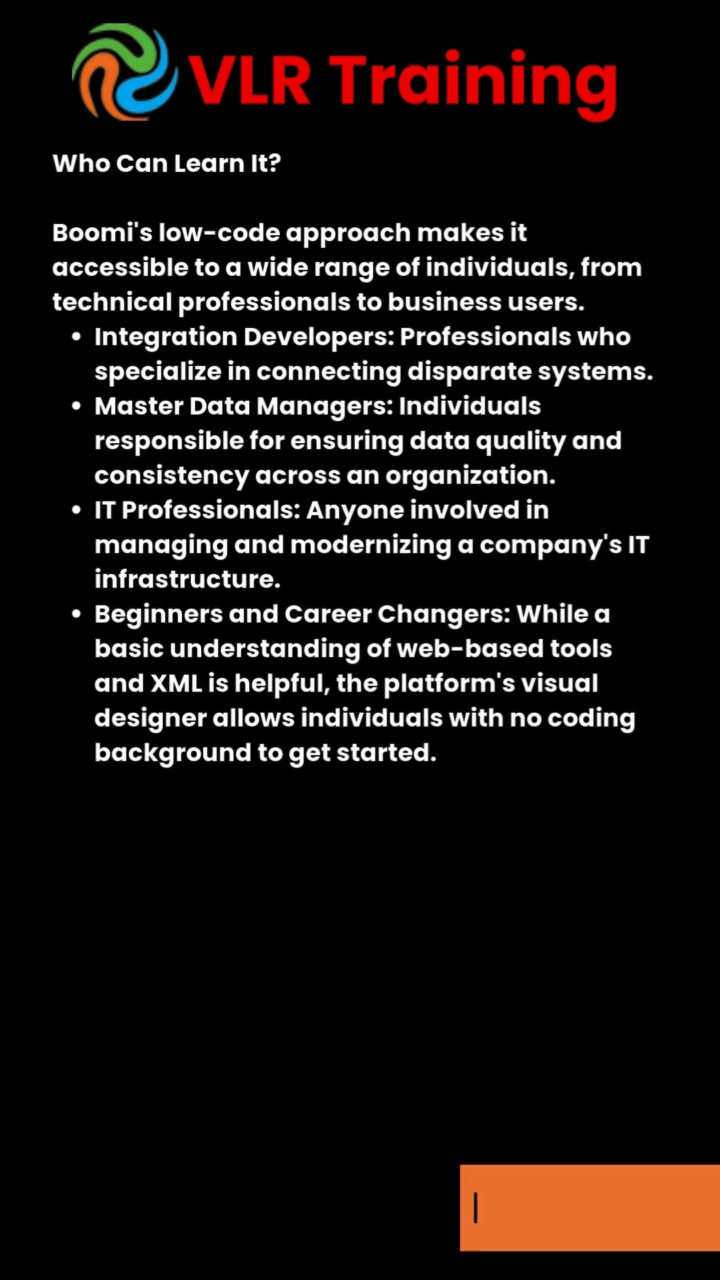 VLR Training
Who Can Learn It?
Boomi's low-code approach makes it
accessible to a wide range of individuals, from
technical professionals to business users.
• Integration Developers: Professionals who
specialize in connecting disparate systems.
• Master Data Managers: Individuals
responsible for ensuring data quality and
consistency across an organization.
• IT Professionals: Anyone involved in
managing and modernizing a company's IT
infrastructure.
• Beginners and Career Changers: While a
basic understanding of web-based tools
and XML is helpful, the platform's visual
designer allows individuals with no coding
background to get started.